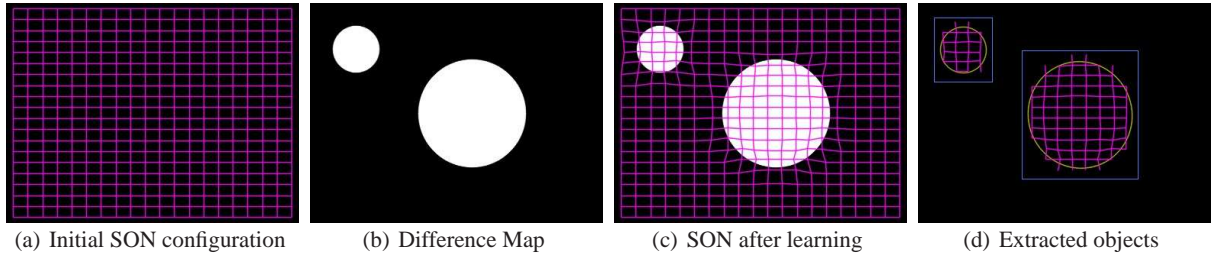 (a) Initial SON configuration
(b) Difference Map
(c) SON after learning
(d) Extracted objects